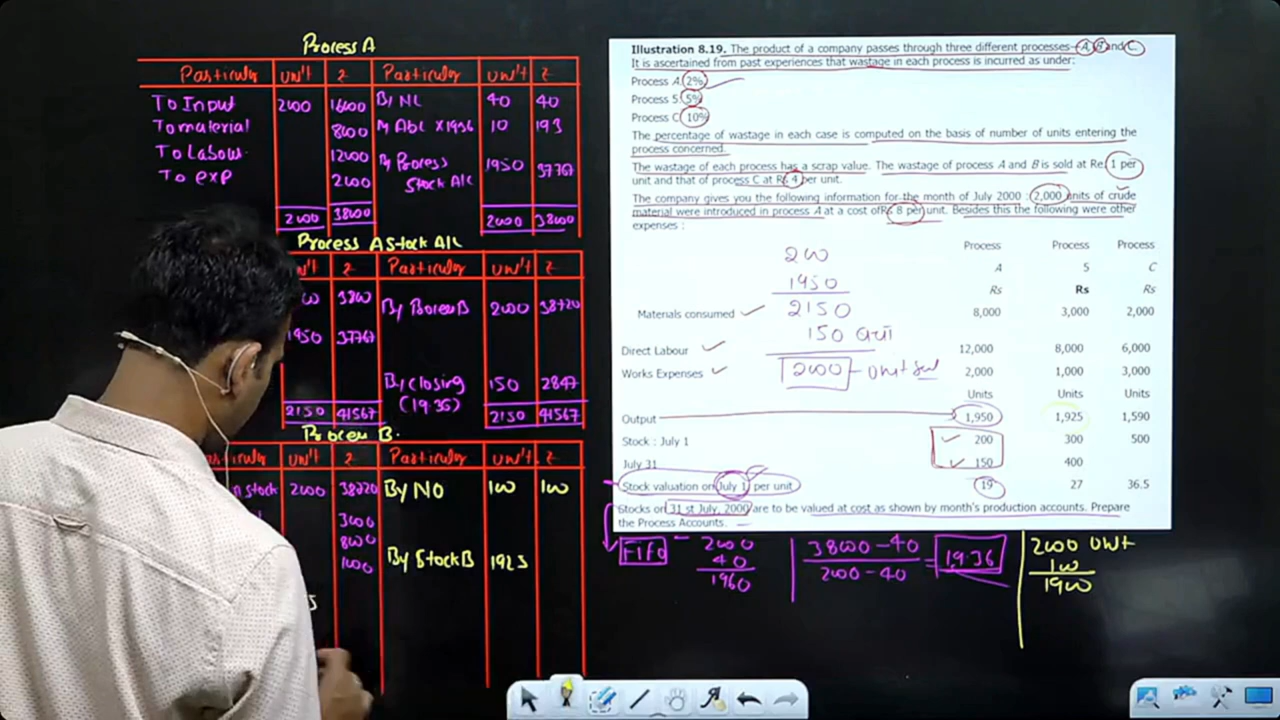 Process A
Particular Unit ₹ Particular Unit ₹
To Input 2000 16000 By NL 40 40
To material 8000 By Abl 10 193
To Labour 12000 By Process Stock A/C 1950 37767
To exp 2000
2000 38000 2000 38000
Process A Stock A/C
₹ Particular Unit ₹
3800 By Process B 2000 38720
1950 37767
By Closing 150 2847
(19.35)
2150 41567 2150 41567
Process B
Unit ₹ Particular Unit ₹
stock 2000 38720 By NO 100 100
3000
8000
1000 By Stock B 1925
Illustration 8.19. The product of a company passes through three different processes—A, B and C.
It is ascertained from past experiences that wastage in each process is incurred as under:
Process A 2%
Process 5: 5%
Process C 10%
The percentage of wastage in each case is computed on the basis of number of units entering the
process concerned.
The wastage of each process has a scrap value. The wastage of process A and B is sold at Re. 1 per
unit and that of process C at Rs. 4 per unit.
The company gives you the following information for the month of July 2000 : 2,000 units of crude
material were introduced in process A at a cost of Rs 8 per unit. Besides this the following were other
expenses :
Process Process Process
A 5 C
Rs Rs Rs
Materials consumed 8,000 3,000 2,000
Direct Labour 12,000 8,000 6,000
Works Expenses 2,000 1,000 3,000
Units Units Units
Output 1,950 1,925 1,590
Stock : July 1 200 300 500
July 31 150 400
Stock valuation on July 1 per unit 19 27 36.5
Stocks on 31 st July, 2000 are to be valued at cost as shown by month's production accounts. Prepare
the Process Accounts.
200
1950
2150
150
2000 - Unit
FIFO
2000
40
1960
38000 - 40
2000 - 40
= 19.36
2000 Unit
100
1900